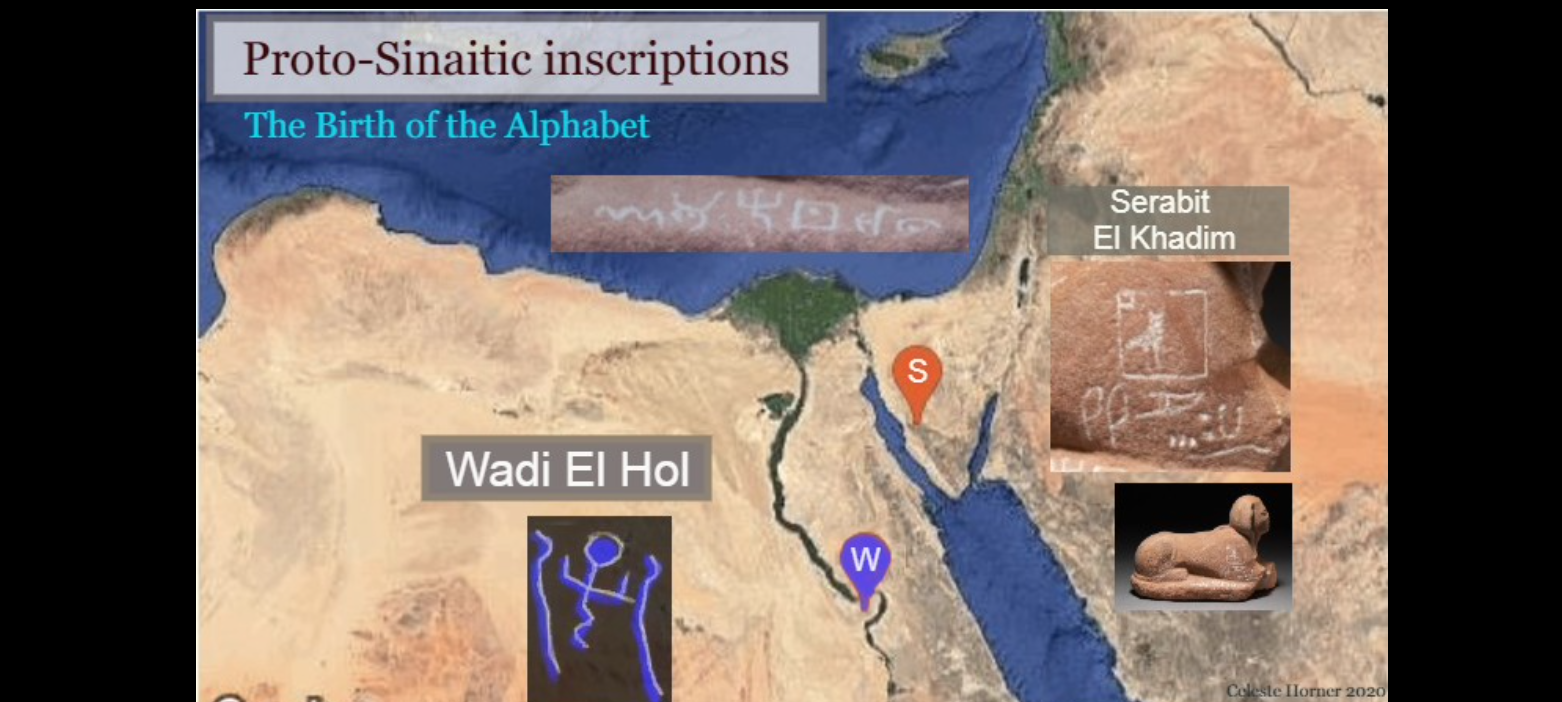 Proto-Sinaitic inscriptions
The Birth of the Alphabet
Serabit
El Khadim
S
Wadi El Hol
W
Celeste Horner 2020